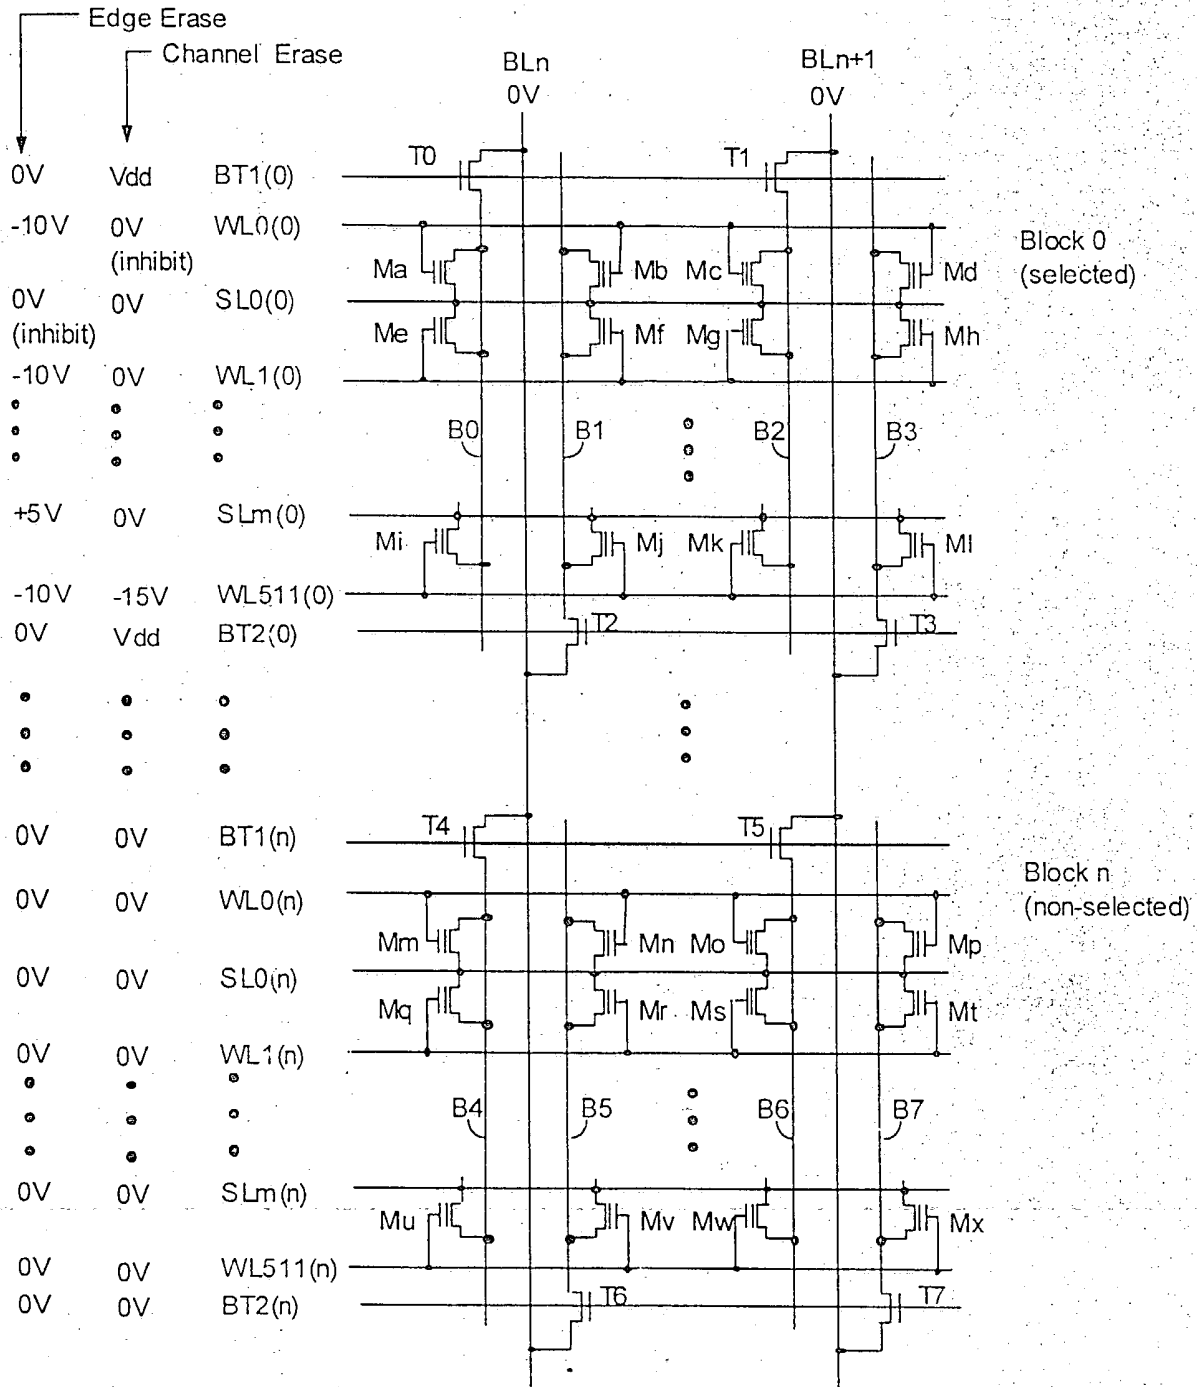 Edge Erase
Channel Erase
BLn
0V
BLn+1
0V
0V Vdd BT1(0) T0 T1
-10V 0V WL0(0)
(inhibit)
Block 0
(selected)
Ma Mb Mc Md
0V 0V SL0(0)
(inhibit)
Me Mf Mg Mh
-10V 0V WL1(0)
B0 B1 B2 B3
+5V 0V SLm(0)
Mi Mj Mk Ml
-10V -15V WL511(0)
0V Vdd BT2(0) T2 T3
0V 0V BT1(n) T4 T5
Block n
(non-selected)
0V 0V WL0(n)
Mm Mn Mo Mp
0V 0V SL0(n)
Mq Mr Ms Mt
0V 0V WL1(n)
B4 B5 B6 B7
0V 0V SLm(n)
Mu Mv Mw Mx
0V 0V WL511(n)
0V 0V BT2(n) T6 T7